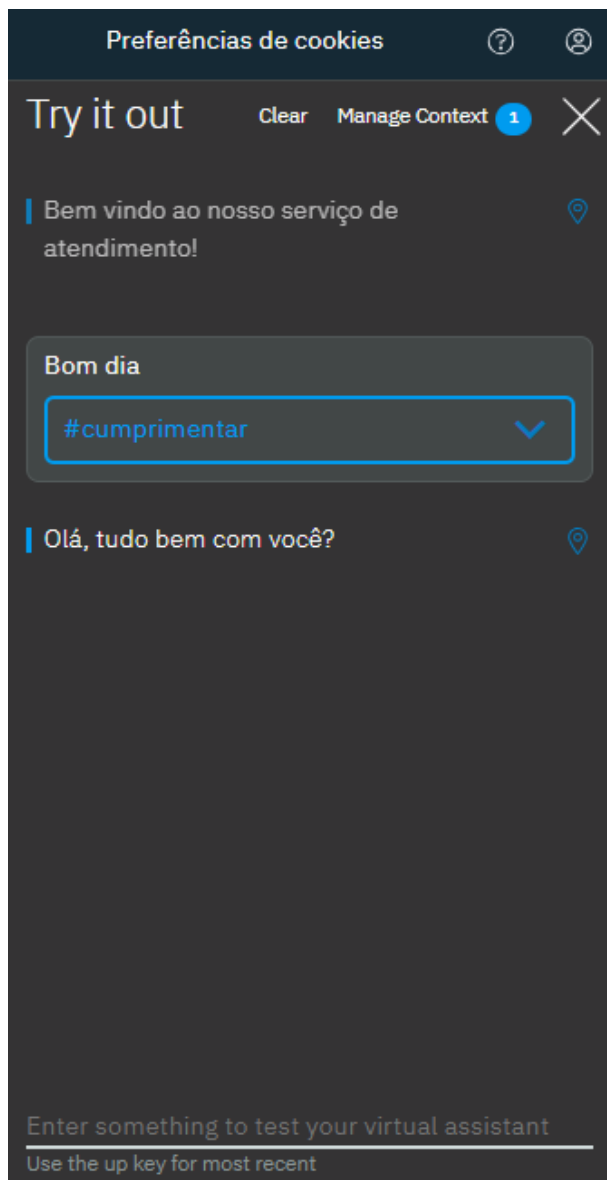 Preferências de cookies
Try it out Clear Manage Context 1
Bem vindo ao nosso serviço de
atendimento!
Bom dia
#cumprimentar
Olá, tudo bem com você?
Enter something to test your virtual assistant
Use the up key for most recent